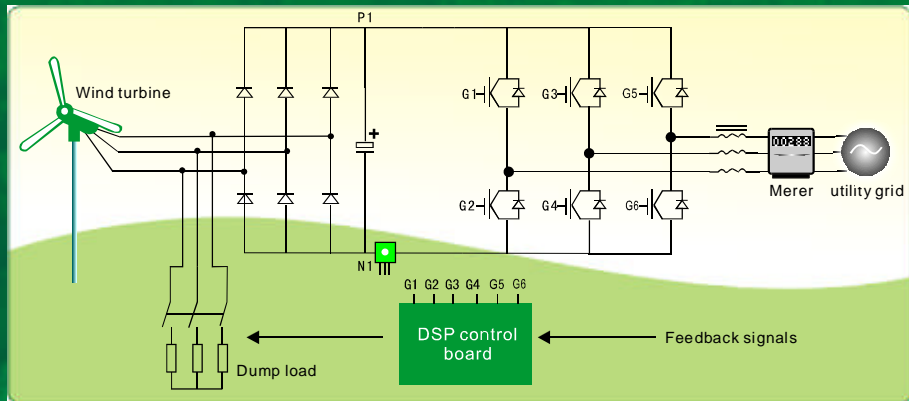 P1
Wind turbine
G1
G3
G5
+
00288
Merer
utility grid
G2
G4
G6
N1
G1 G2 G3 G4 G5 G6
DSP control
board
Feedback signals
Dump load